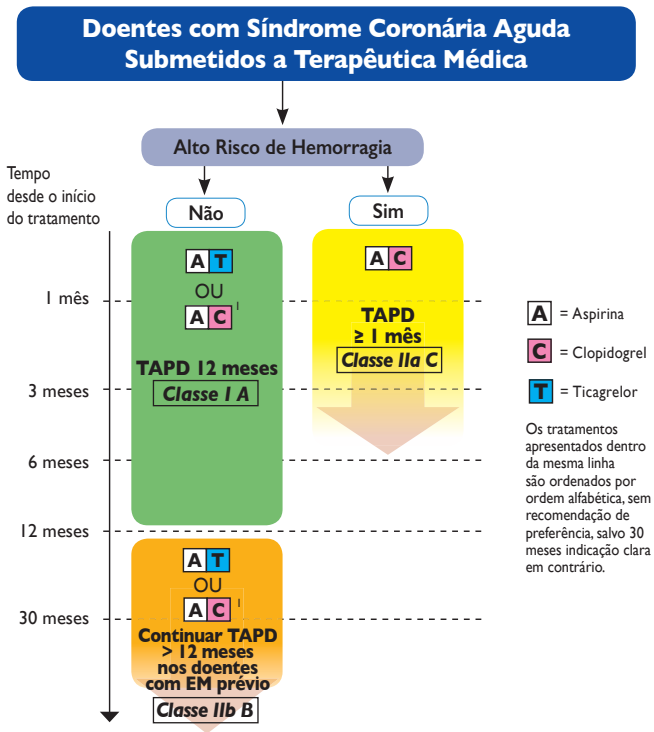 Doentes com Síndrome Coronária Aguda
Submetidos a Terapêutica Médica
Alto Risco de Hemorragia
Tempo
desde o início
do tratamento
Não
Sim
A T
OU
A C 1
TAPD 12 meses
Classe I A
A C
TAPD
≥ 1 mês
Classe IIa C
1 mês
3 meses
6 meses
12 meses
30 meses
A T
OU
A C 1
Continuar TAPD
> 12 meses
nos doentes
com EM prévio
Classe IIb B
A = Aspirina
C = Clopidogrel
T = Ticagrelor
Os tratamentos
apresentados dentro
da mesma linha
são ordenados por
ordem alfabética, sem
recomendação de
preferência, salvo 30
meses indicação clara
em contrário.